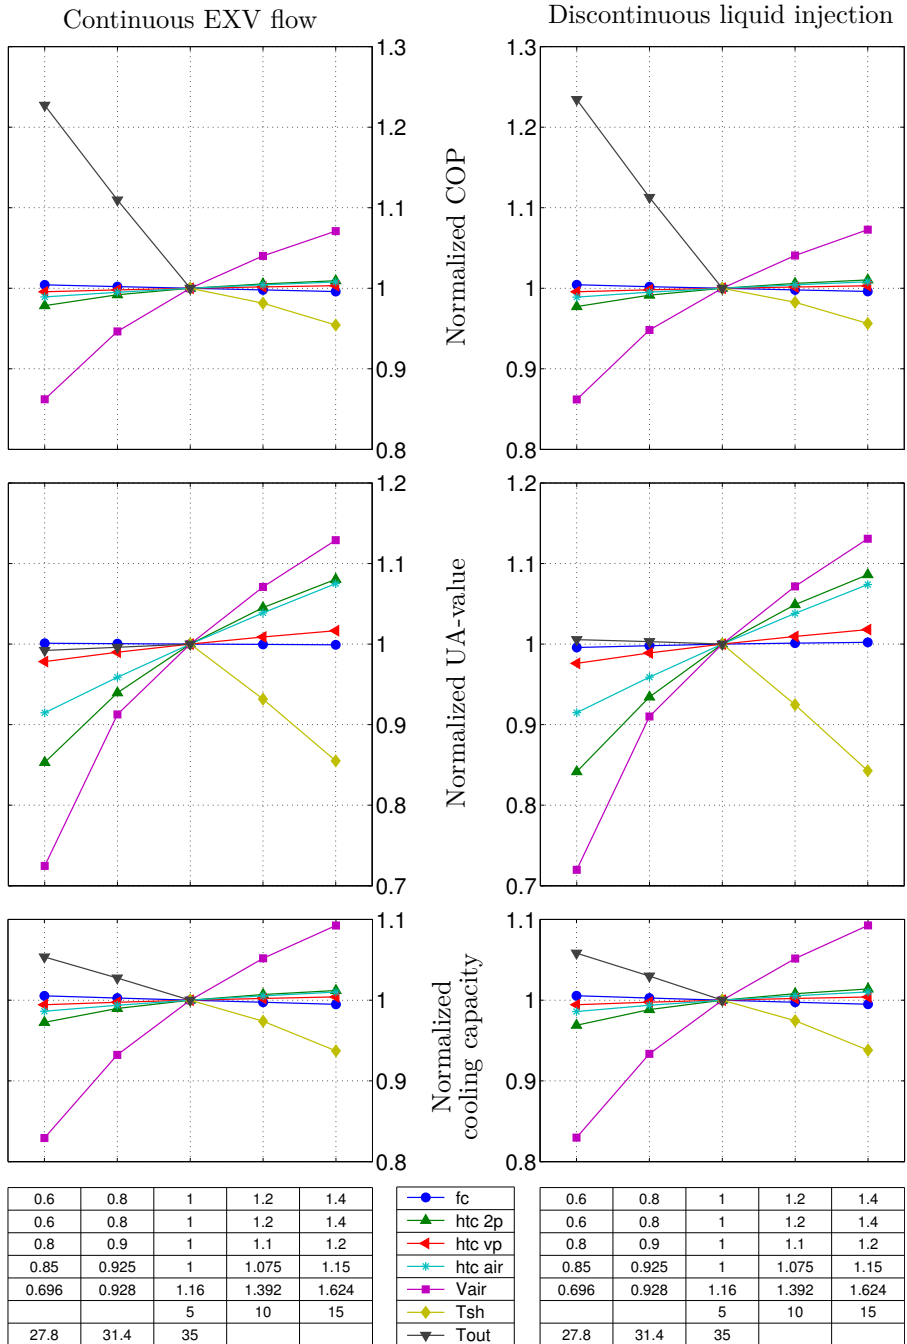 Continuous EXV flow
Discontinuous liquid injection
1.3
1.2
1.1
1
0.9
0.8
Normalized COP
1.3
1.2
1.1
1
0.9
0.8
1.2
1.1
1
0.9
0.8
0.7
Normalized UA-value
1.2
1.1
1
0.9
0.8
0.7
1.1
1
0.9
0.8
Normalized
cooling capacity
1.1
1
0.9
0.8
0.6 0.8 1 1.2 1.4 fc 0.6 0.8 1 1.2 1.4
0.6 0.8 1 1.2 1.4 htc 2p 0.6 0.8 1 1.2 1.4
0.8 0.9 1 1.1 1.2 htc vp 0.8 0.9 1 1.1 1.2
0.85 0.925 1 1.075 1.15 htc air 0.85 0.925 1 1.075 1.15
0.696 0.928 1.16 1.392 1.624 Vair 0.696 0.928 1.16 1.392 1.624
5 10 15 Tsh 5 10 15
27.8 31.4 35 Tout 27.8 31.4 35